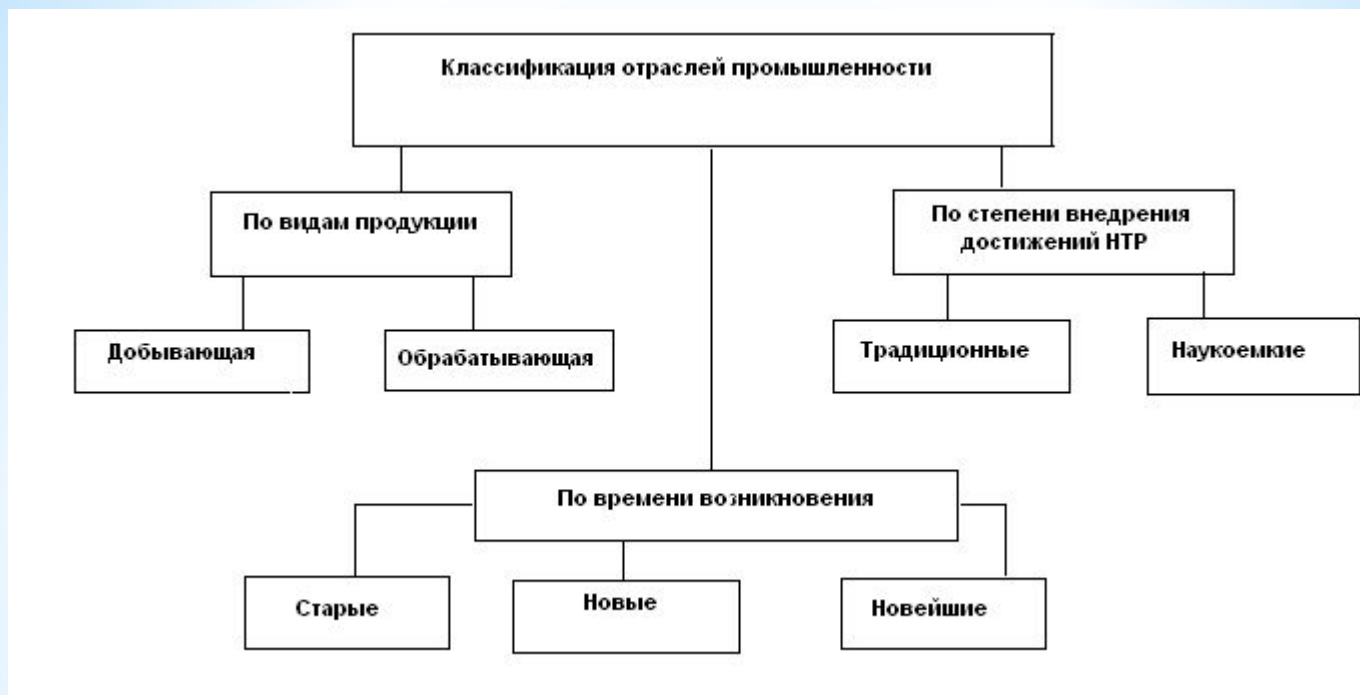 Классификация отраслей промышленности
По видам продукции
По степени внедрения
достижений НТР
Добывающая
Обрабатывающая
Традиционные
Наукоемкие
По времени возникновения
Старые
Новые
Новейшие